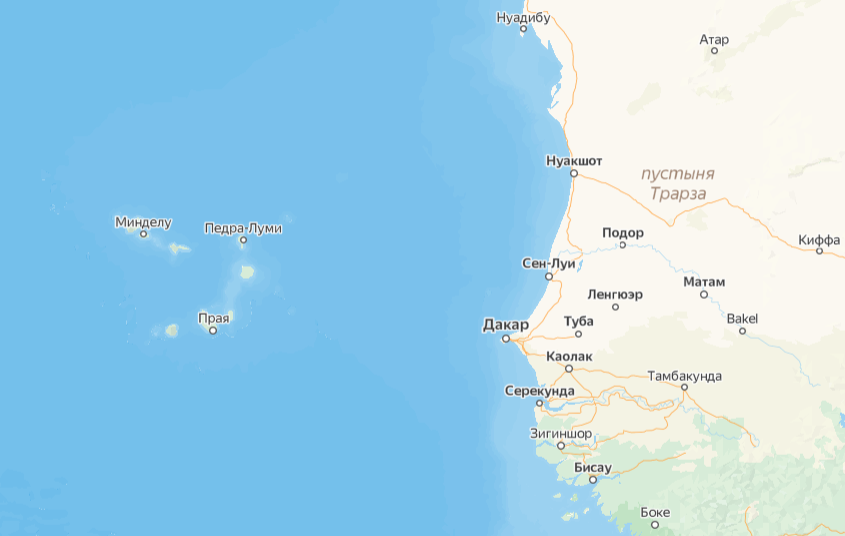 Нуадибу
Атар
Нуакшот
пустыня
Трарза
Минделу
Педра-Луми
Подор
Киффа
Сен-Луи
Матам
Ленгюэр
Прая
Дакар
Туба
Bakel
Каолак
Тамбакунда
Серекунда
Зигиншор
Бисау
Боке